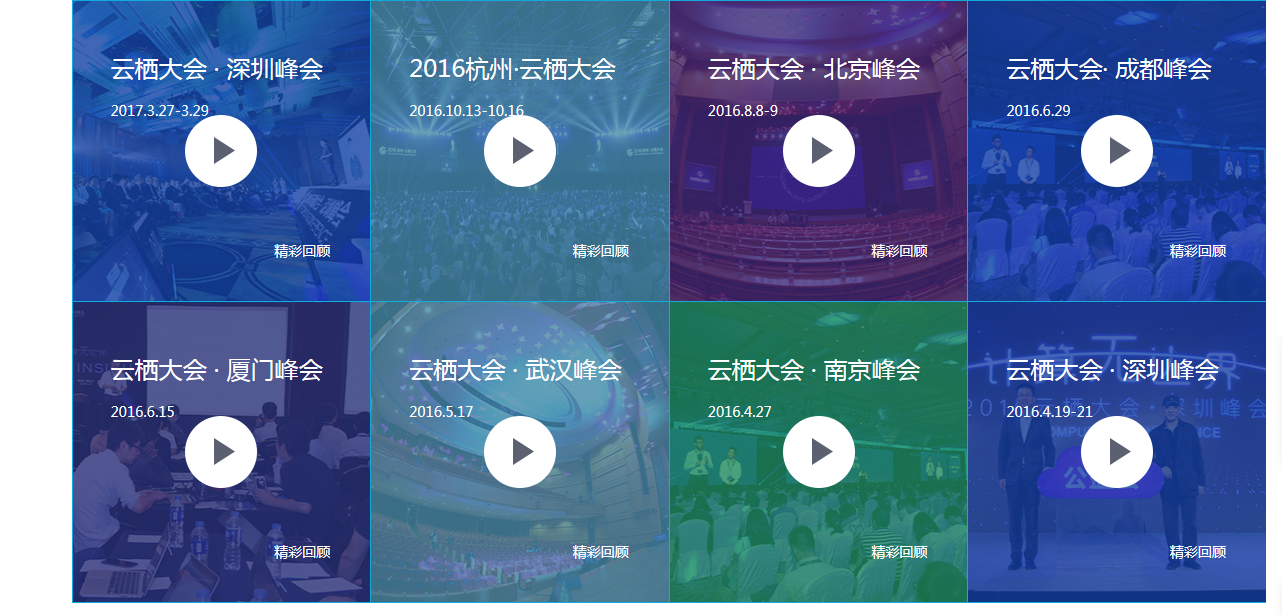 云栖大会 · 深圳峰会
2017.3.27-3.29
精彩回顾
2016杭州·云栖大会
2016.10.13-10.16
精彩回顾
云栖大会 · 北京峰会
2016.8.8-9
精彩回顾
云栖大会· 成都峰会
2016.6.29
精彩回顾
云栖大会 · 厦门峰会
2016.6.15
精彩回顾
云栖大会 · 武汉峰会
2016.5.17
精彩回顾
云栖大会 · 南京峰会
2016.4.27
精彩回顾
云栖大会 · 深圳峰会
2016.4.19-21
精彩回顾
计算无边界